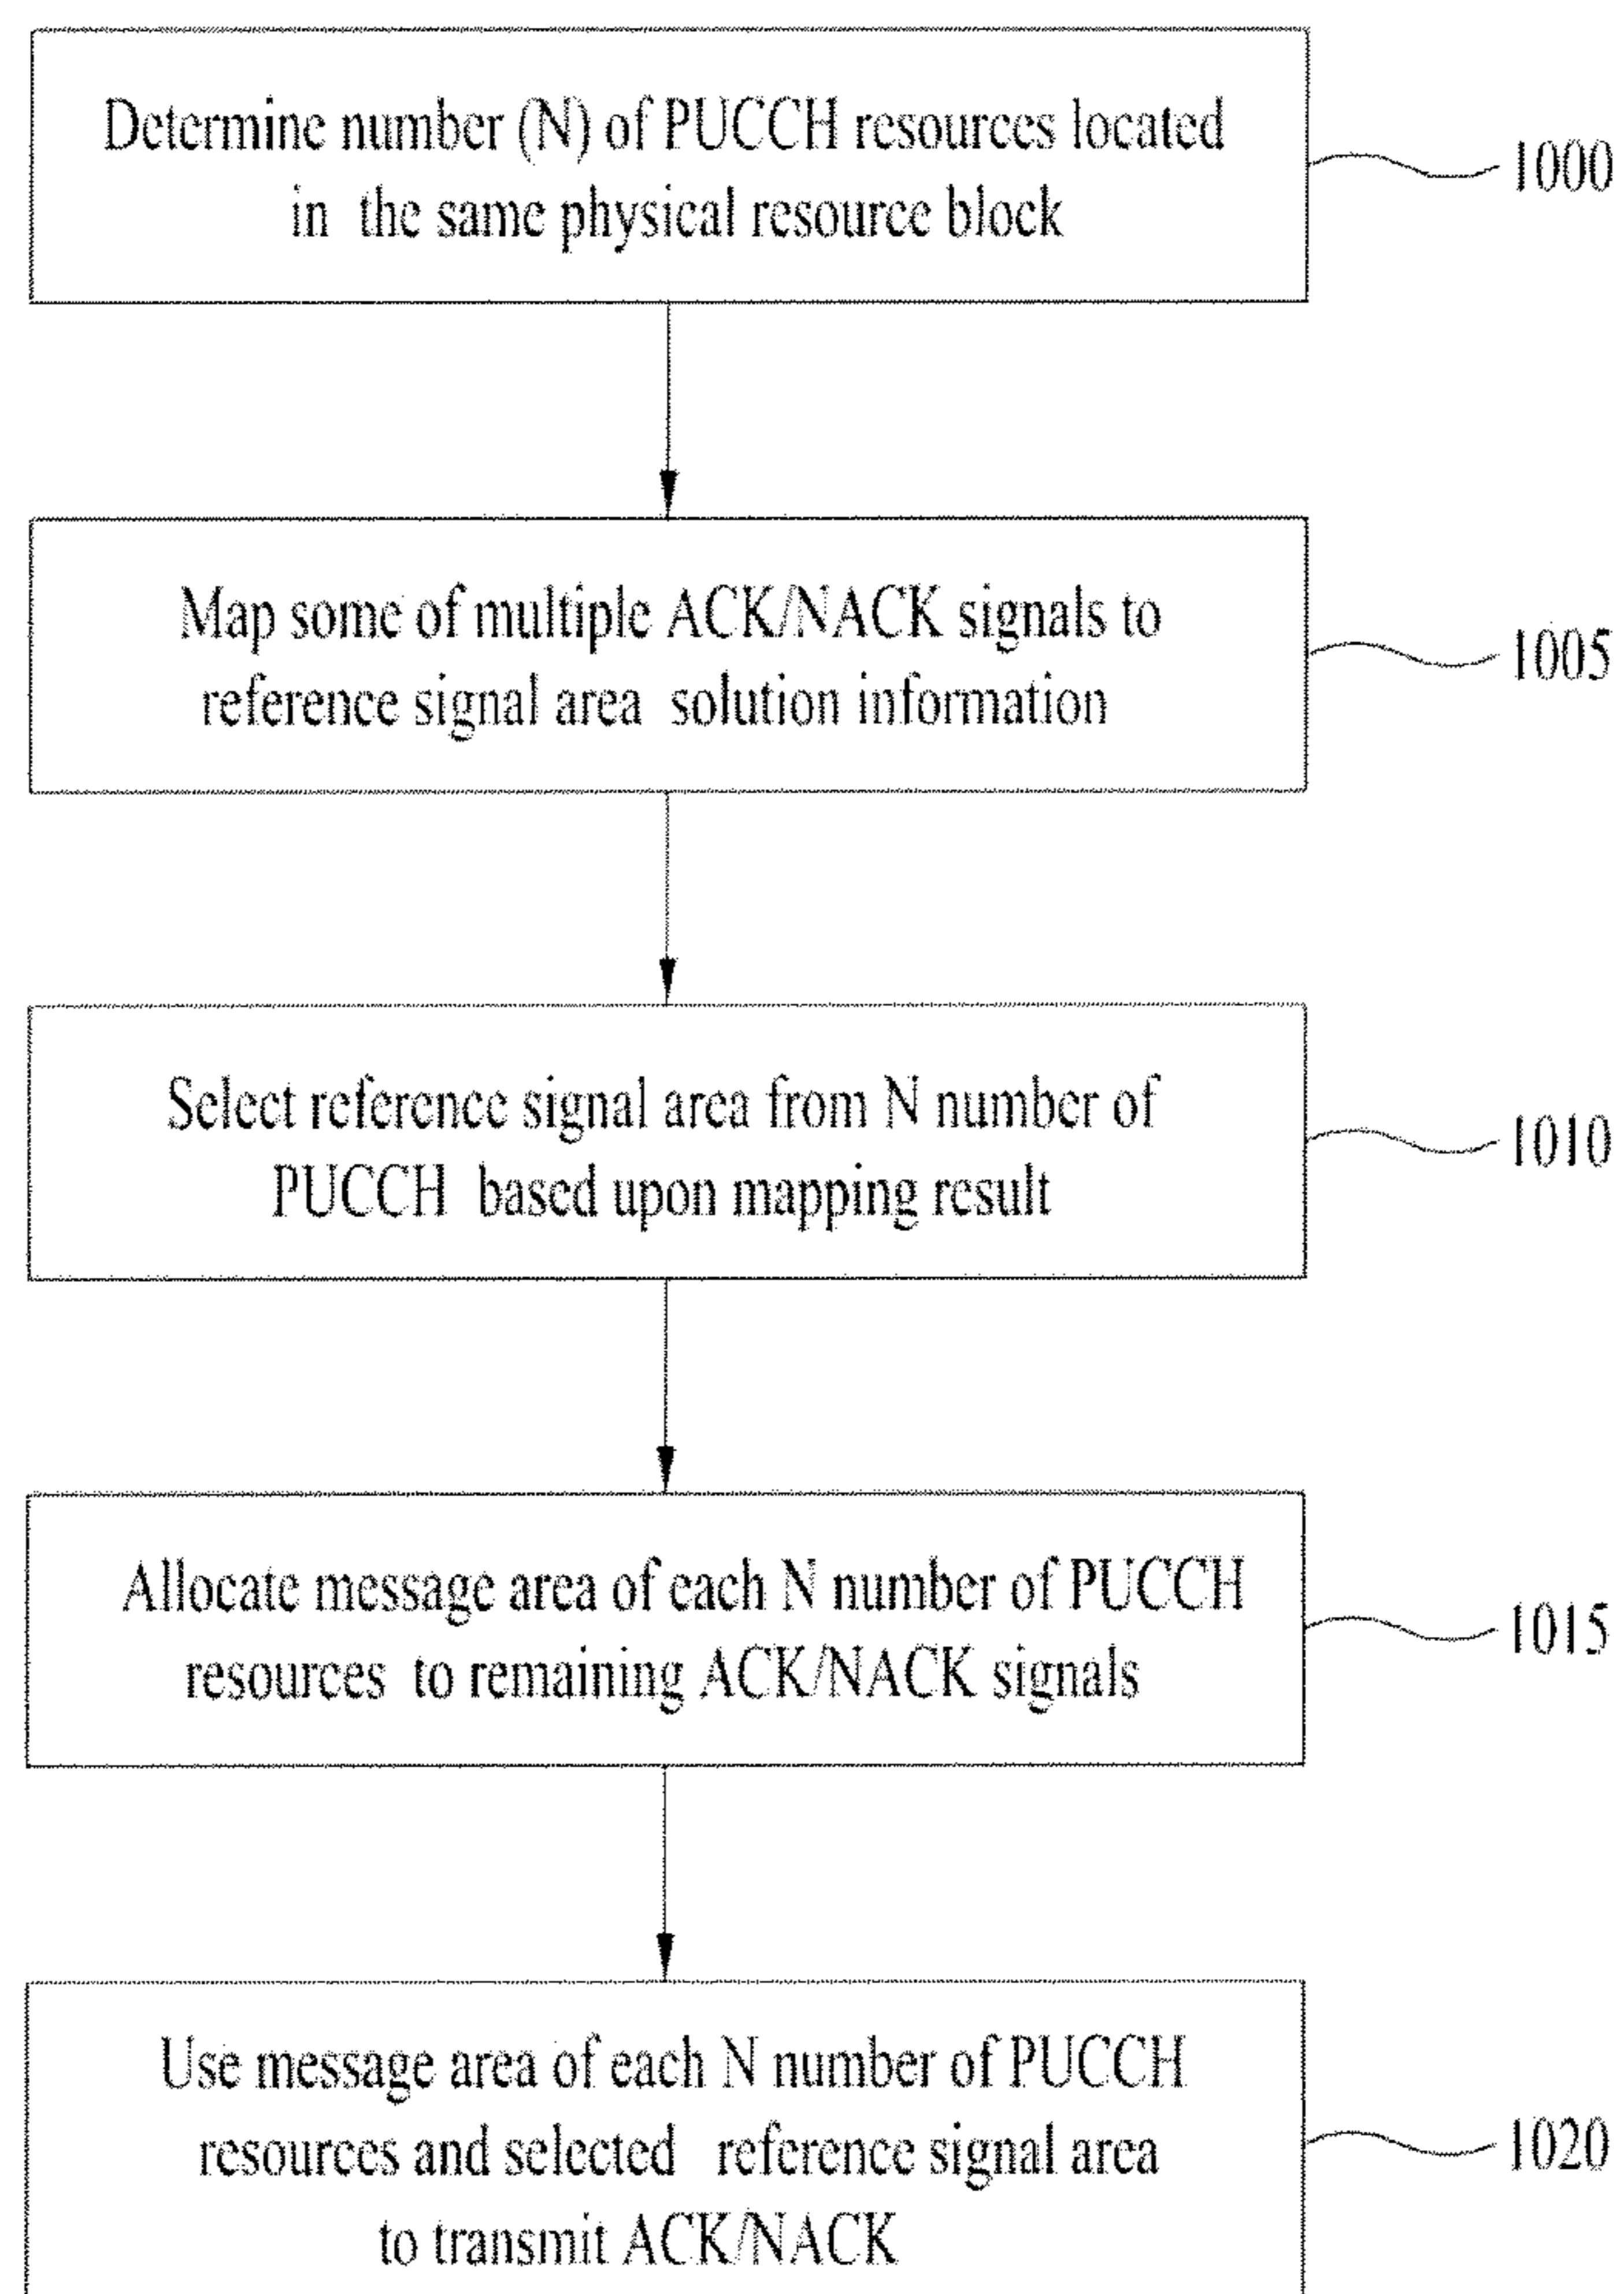 Determine number (N) of PUCCH resources located
in the same physical resource block
1000
Map some of multiple ACK/NACK signals to
reference signal area solution information
1005
Select reference signal area from N number of
PUCCH based upon mapping result
1010
Allocate message area of each N number of PUCCH
resources to remaining ACK/NACK signals
1015
Use message area of each N number of PUCCH
resources and selected reference signal area
to transmit ACK/NACK
1020